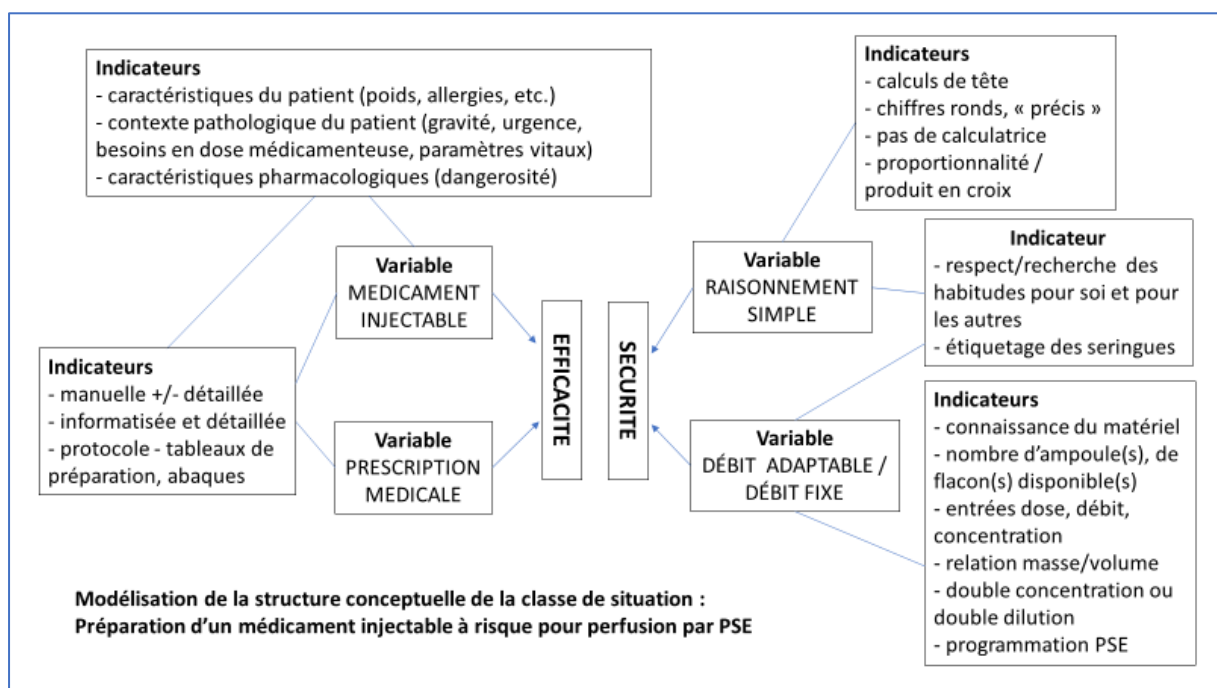 Indicateurs
- caractéristiques du patient (poids, allergies, etc.)
- contexte pathologique du patient (gravité, urgence,
besoins en dose médicamenteuse, paramètres vitaux)
- caractéristiques pharmacologiques (dangerosité)
Indicateurs
- calculs de tête
- chiffres ronds, « précis »
- pas de calculatrice
- proportionnalité /
produit en croix
Variable
MEDICAMENT
INJECTABLE
EFFICACITE
SECURITE
Variable
RAISONNEMENT
SIMPLE
Indicateur
- respect/recherche des
habitudes pour soi et pour
les autres
- étiquetage des seringues
Indicateurs
- manuelle +/- détaillée
- informatisée et détaillée
- protocole - tableaux de
préparation, abaques
Variable
PRESCRIPTION
MEDICALE
Variable
DÉBIT ADAPTABLE /
DÉBIT FIXE
Indicateurs
- connaissance du matériel
- nombre d'ampoule(s), de
flacon(s) disponible(s)
- entrées dose, débit,
concentration
- relation masse/volume
- double concentration ou
double dilution
- programmation PSE
Modélisation de la structure conceptuelle de la classe de situation :
Préparation d'un médicament injectable à risque pour perfusion par PSE